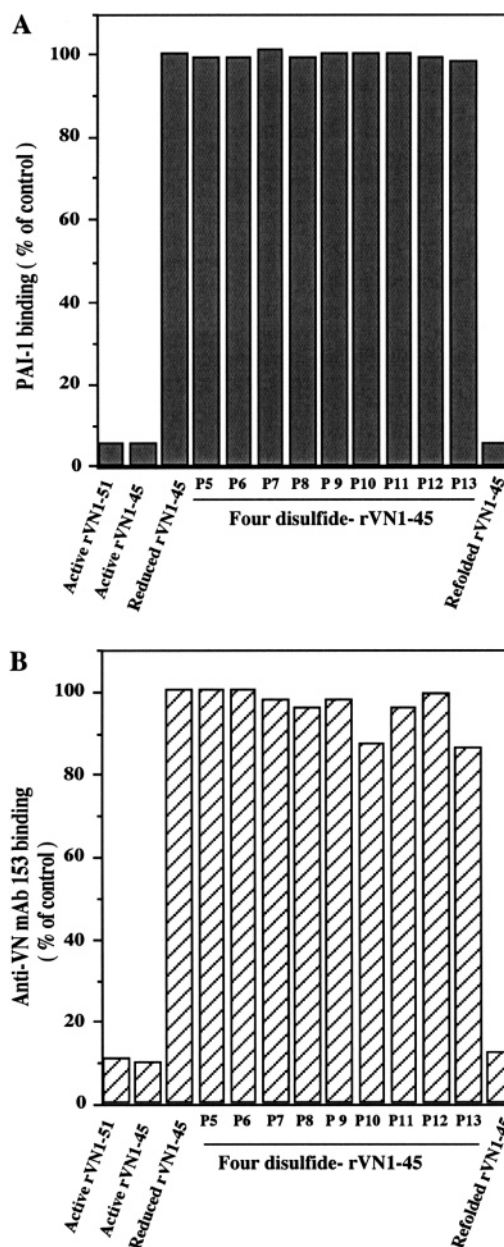 A
PAI-1 binding ( % of control )
100
80
60
40
20
0
P5 P6 P7 P8 P 9 P10 P11 P12 P13
Four disulfide- rVN1-45
Active rVN1-51
Active rVN1-45
Reduced rVN1-45
Refolded rVN1-45
B
Anti-VN mAb 153 binding
( % of control )
100
80
60
40
20
0
P5 P6 P7 P8 P 9 P10 P11 P12 P13
Four disulfide- rVN1-45
Active rVN1-51
Active rVN1-45
Reduced rVN1-45
Refolded rVN1-45